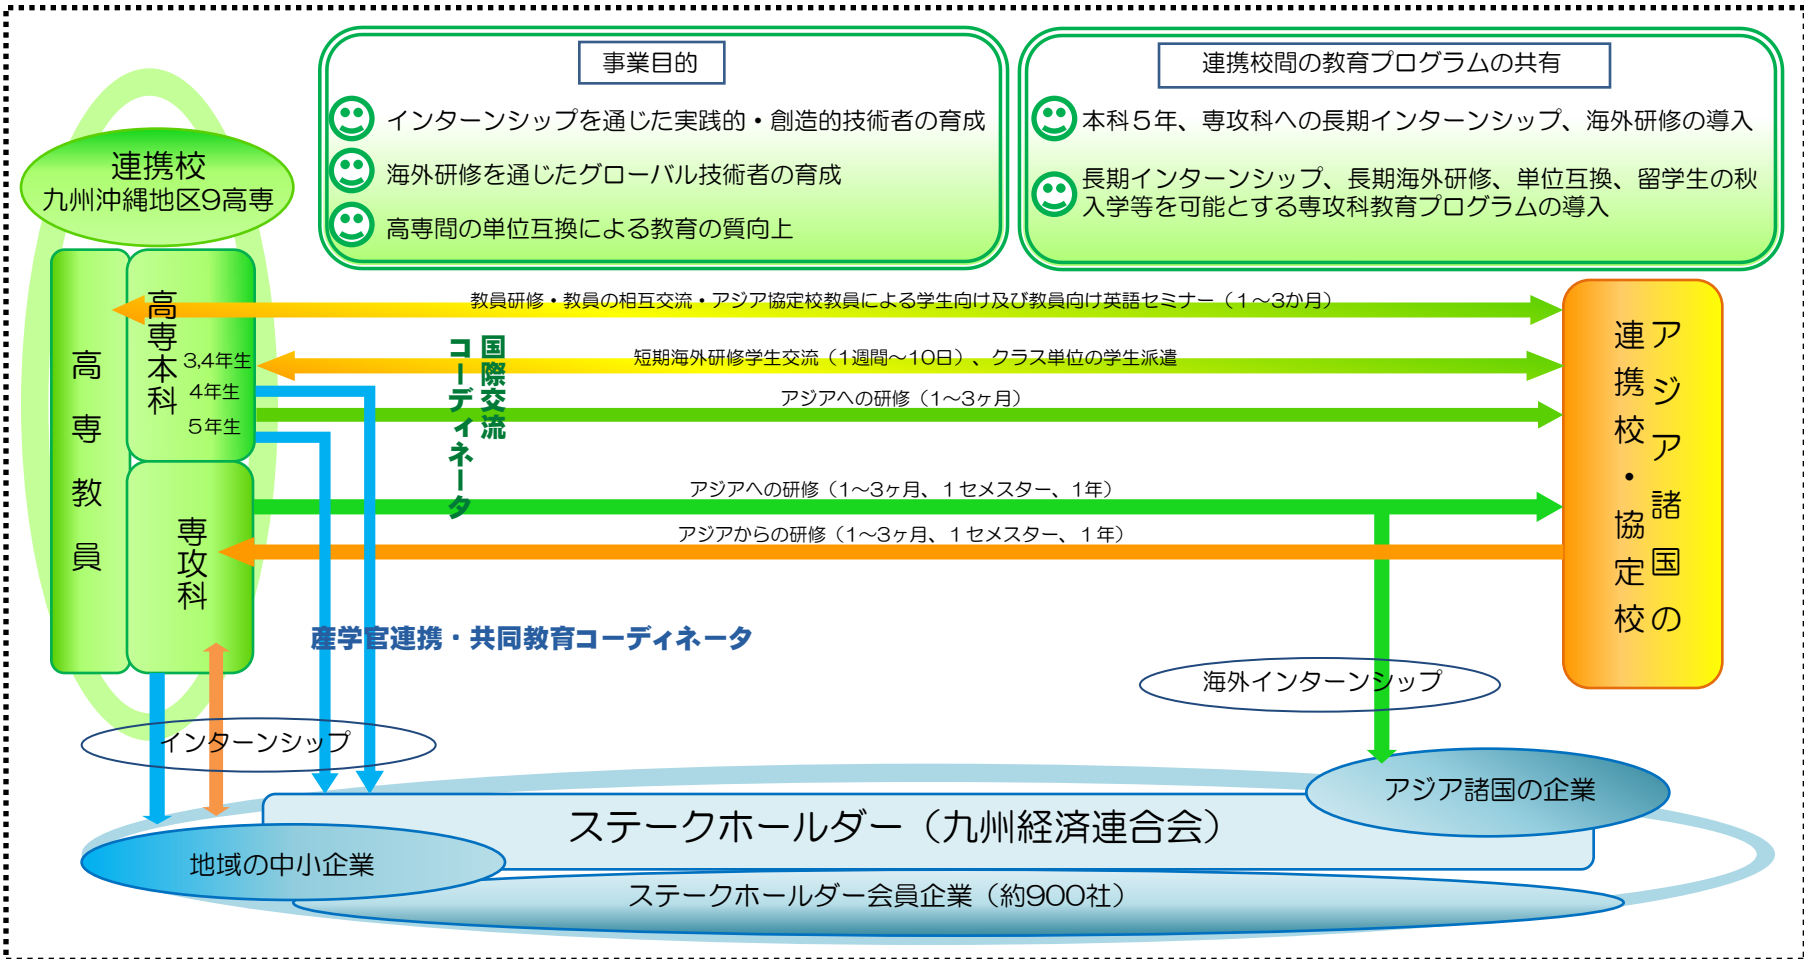 事業目的
インターンシップを通じた実践的・創造的技術者の育成
海外研修を通じたグローバル技術者の育成
高専間の単位互換による教育の質向上
連携校間の教育プログラムの共有
本科５年、専攻科への長期インターンシップ、海外研修の導入
長期インターンシップ、長期海外研修、単位互換、留学生の秋
入学等を可能とする専攻科教育プログラムの導入
連携校
九州沖縄地区9高専
高専教員
高専本科
3,4年生
4年生
５年生
専攻科
教員研修・教員の相互交流・アジア協定校教員による学生向け及び教員向け英語セミナー（１～3か月）
短期海外研修学生交流（1週間～10日）、クラス単位の学生派遣
アジアへの研修（1～3ヶ月）
国際交流
コーディネータ
アジアへの研修（1～3ヶ月、１セメスター、1年）
アジアからの研修（1～3ヶ月、１セメスター、１年）
アジア諸国の
連携校・協定校
産学官連携・共同教育コーディネータ
海外インターンシップ
インターンシップ
アジア諸国の企業
ステークホールダー（九州経済連合会）
地域の中小企業
ステークホールダー会員企業（約900社）